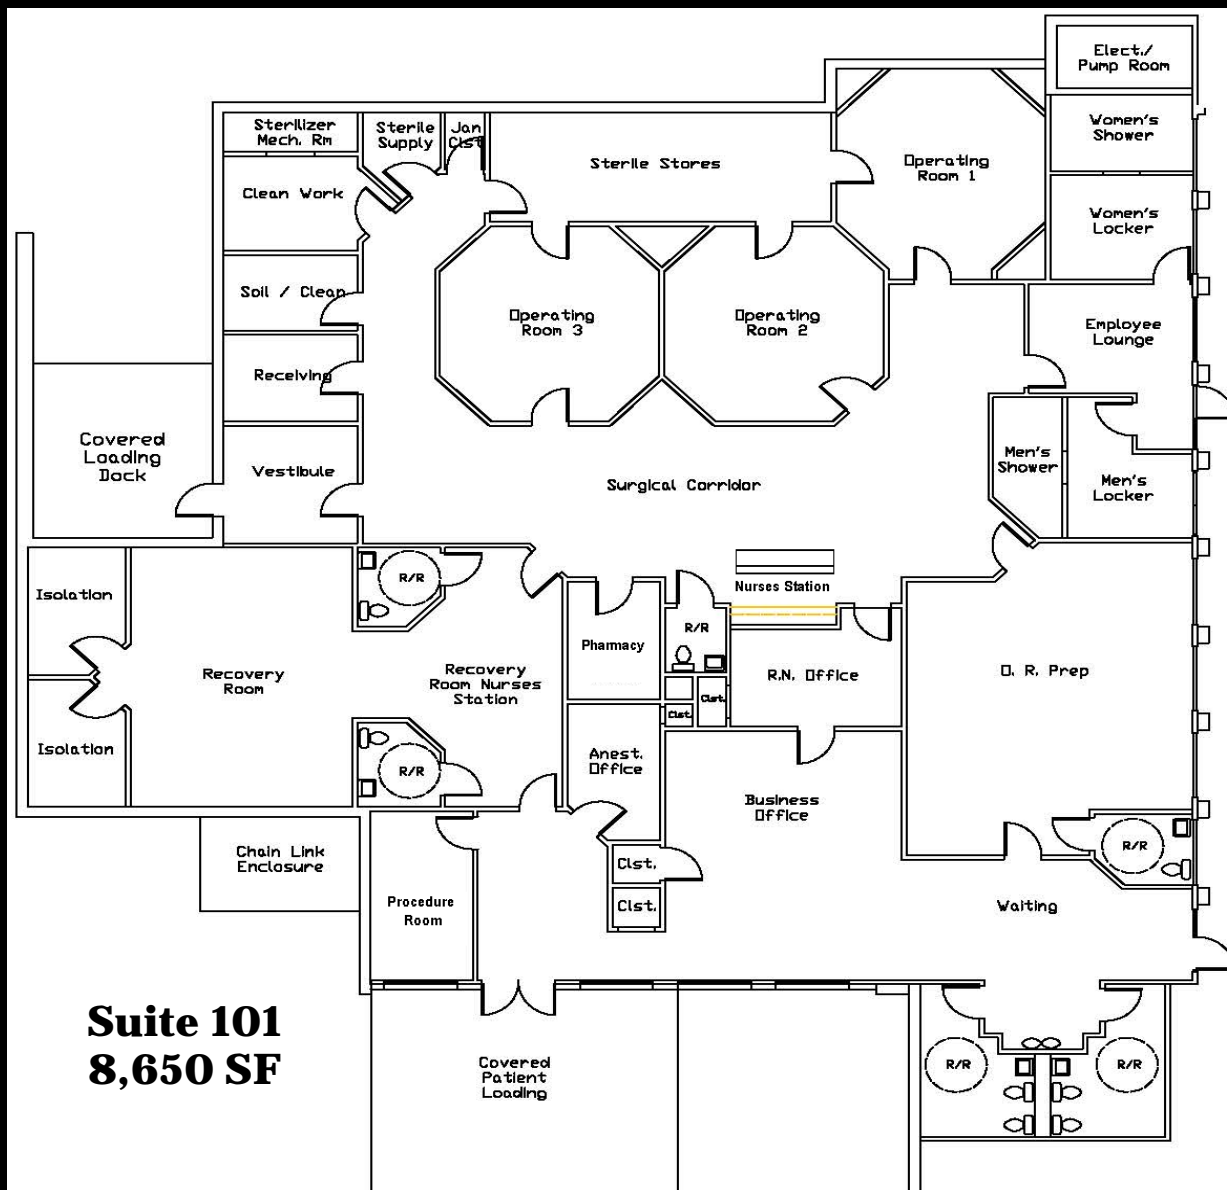 Elect./
Pump Room
Sterilizer
Mech. Rm
Sterile
Supply
Jan
Clst
Women's
Shower
Sterile Stores
Operating
Room 1
Clean Work
Women's
Locker
Soil / Clean
Operating
Room 3
Operating
Room 2
Employee
Lounge
Receiving
Covered
Loading
Dock
Vestibule
Men's
Shower
Men's
Locker
Surgical Corridor
Isolation
R/R
Nurses Station
R/R
Pharmacy
Recovery
Room
Recovery
Room Nurses
Station
R.N. Office
O. R. Prep
Clst.
Clst.
Isolation
R/R
Anest.
Office
Business
Office
Chain Link
Enclosure
Clst.
R/R
Procedure
Room
Clst.
Waiting
Suite 101
8,650 SF
Covered
Patient
Loading
R/R
R/R